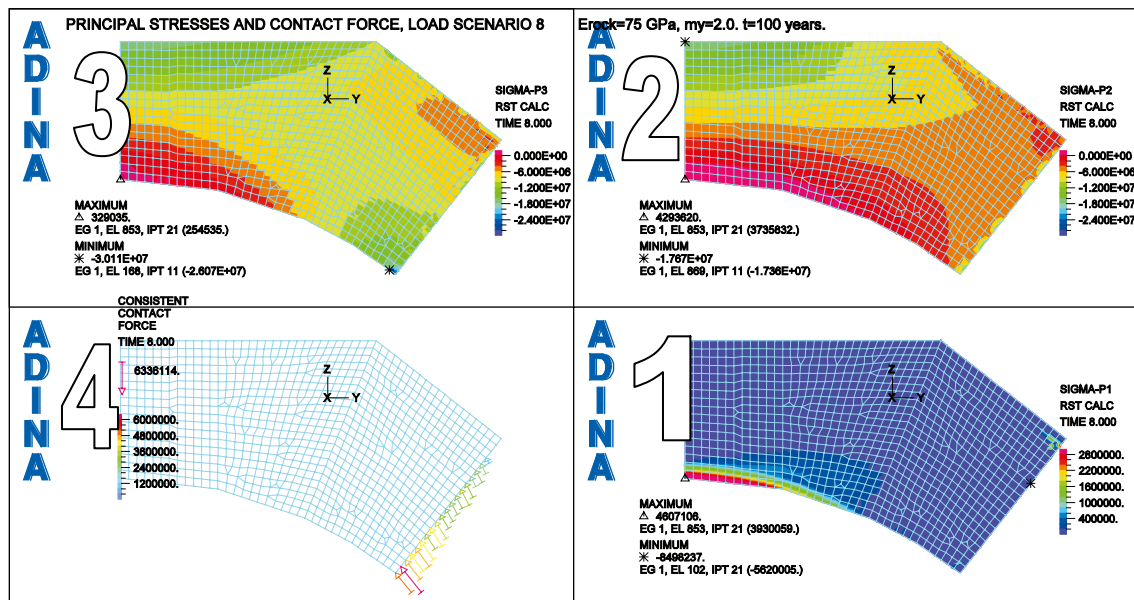 PRINCIPAL STRESSES AND CONTACT FORCE, LOAD SCENARIO 8 Erock=75 GPa, my=2.0. t=100 years.
ADINA
3
Z
X Y
SIGMA-P3
RST CALC
TIME 8.000
0.000E+00
-6.000E+06
-1.200E+07
-1.800E+07
-2.400E+07
MAXIMUM
329035.
EG 1, EL 853, IPT 21 (254535.)
MINIMUM
-3.011E+07
EG 1, EL 168, IPT 11 (-2.607E+07)
ADINA
2
Z
X Y
SIGMA-P2
RST CALC
TIME 8.000
0.000E+00
-6.000E+06
-1.200E+07
-1.800E+07
-2.400E+07
MAXIMUM
4293620.
EG 1, EL 853, IPT 21 (3735832.)
MINIMUM
-1.767E+07
EG 1, EL 869, IPT 11 (-1.736E+07)
ADINA
4
CONSISTENT
CONTACT
FORCE
TIME 8.000
6336114.
6000000.
4800000.
3600000.
2400000.
1200000.
Z
X Y
ADINA
1
Z
X Y
SIGMA-P1
RST CALC
TIME 8.000
2800000.
2200000.
1600000.
1000000.
400000.
MAXIMUM
4607106.
EG 1, EL 853, IPT 21 (3930059.)
MINIMUM
-8498237.
EG 1, EL 102, IPT 21 (-5620005.)